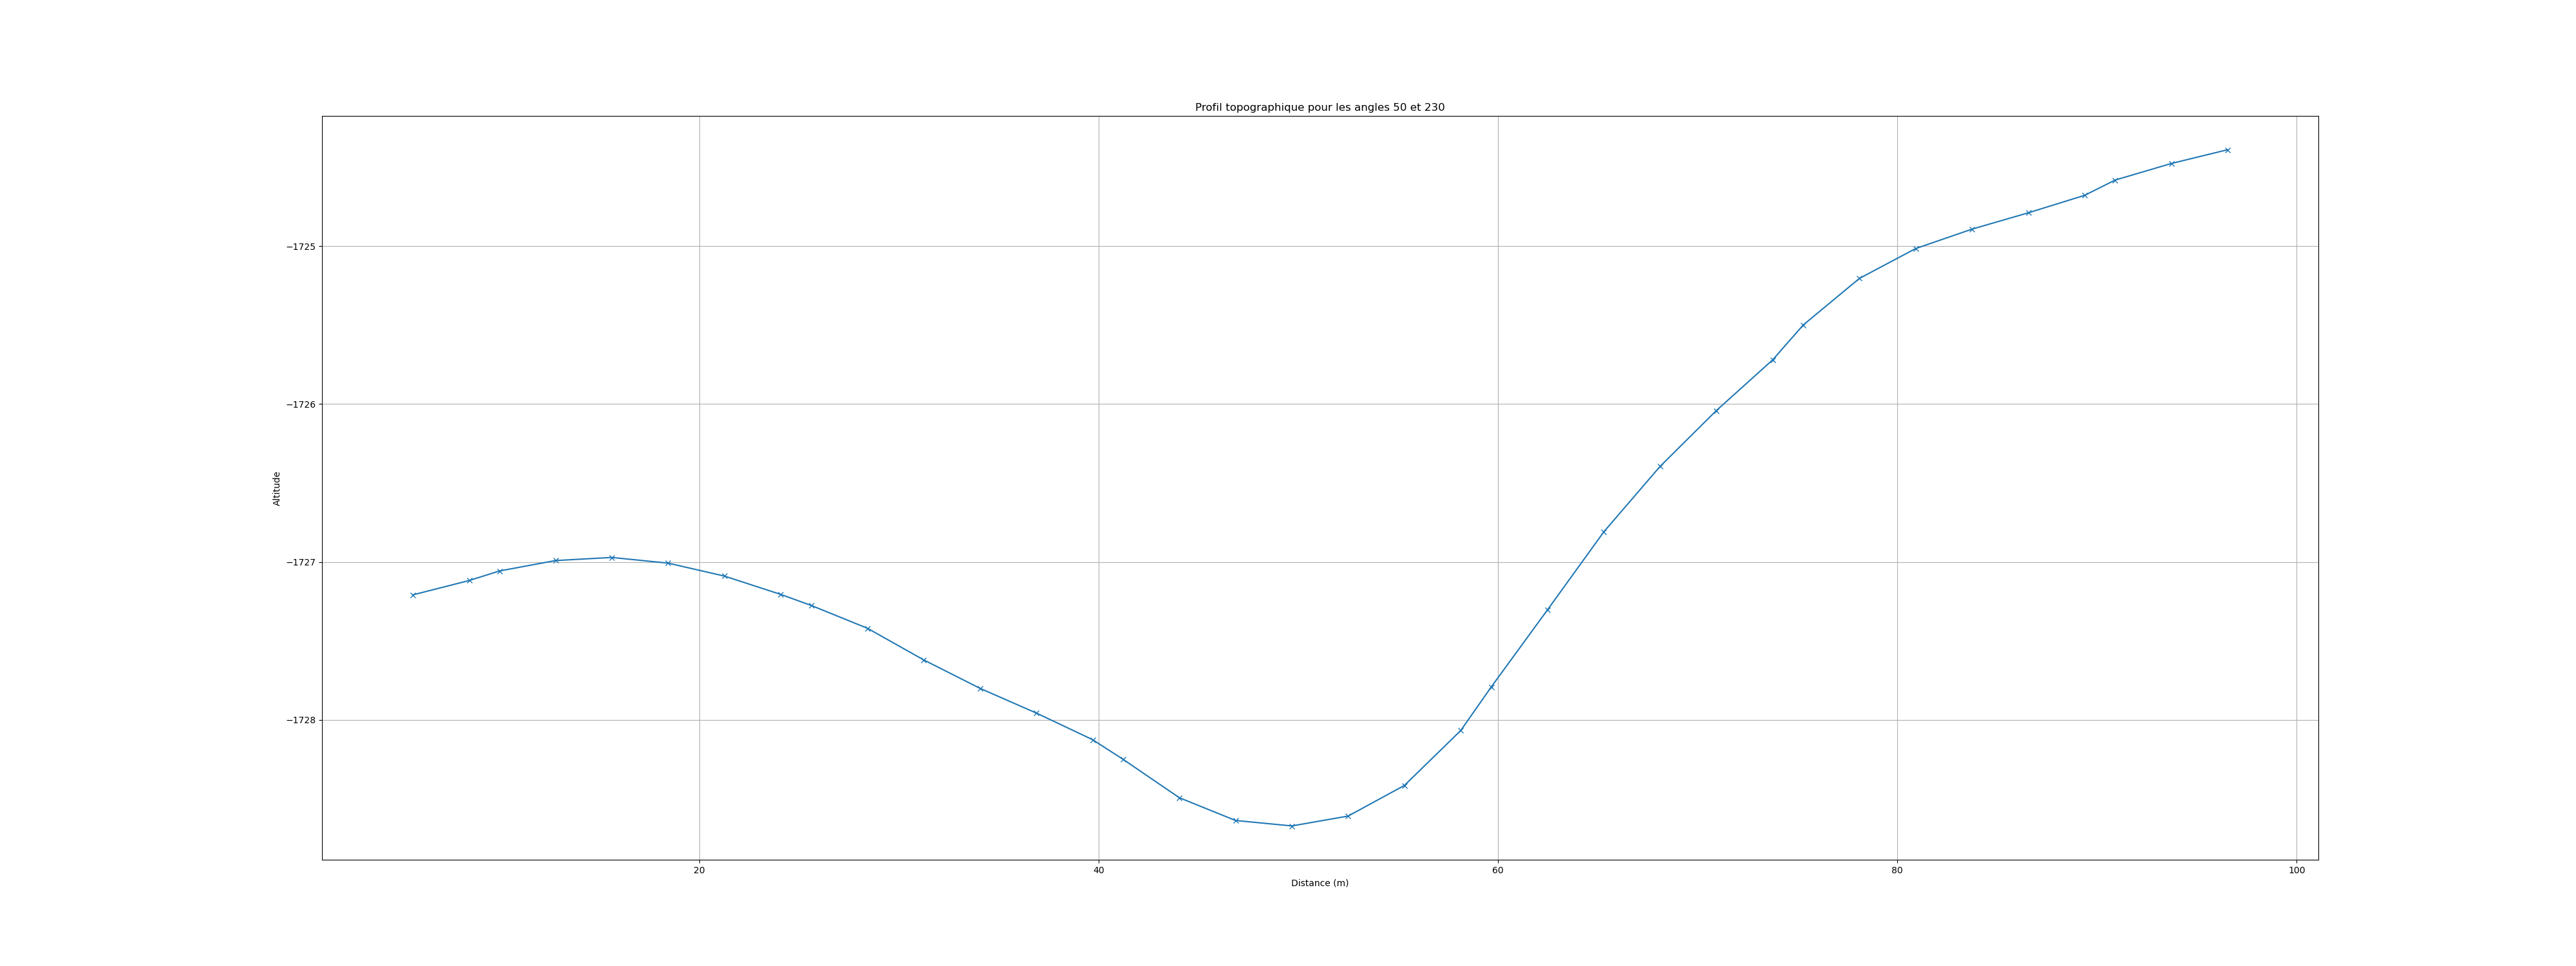 Profil topographique pour les angles 50 et 230
−1725
−1726
−1727
−1728
Altitude
20 40 60 80 100
Distance (m)